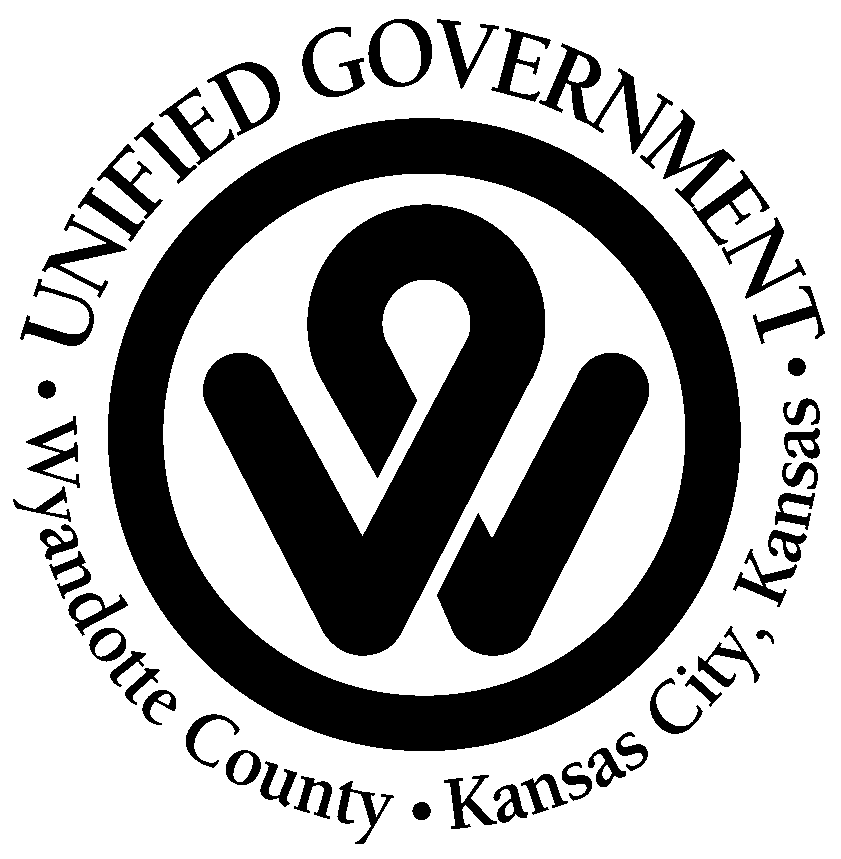 UNIFIED GOVERNMENT
• Wyandotte County • Kansas City, Kansas •